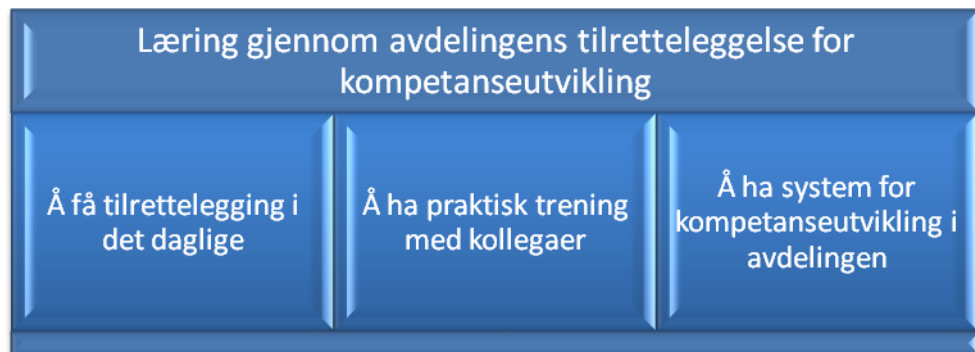 Læring gjennom avdelingens tilretteleggelse for
kompetanseutvikling
Å få tilrettelegging i
det daglige
Å ha praktisk trening
med kollegaer
Å ha system for
kompetanseutvikling i
avdelingen